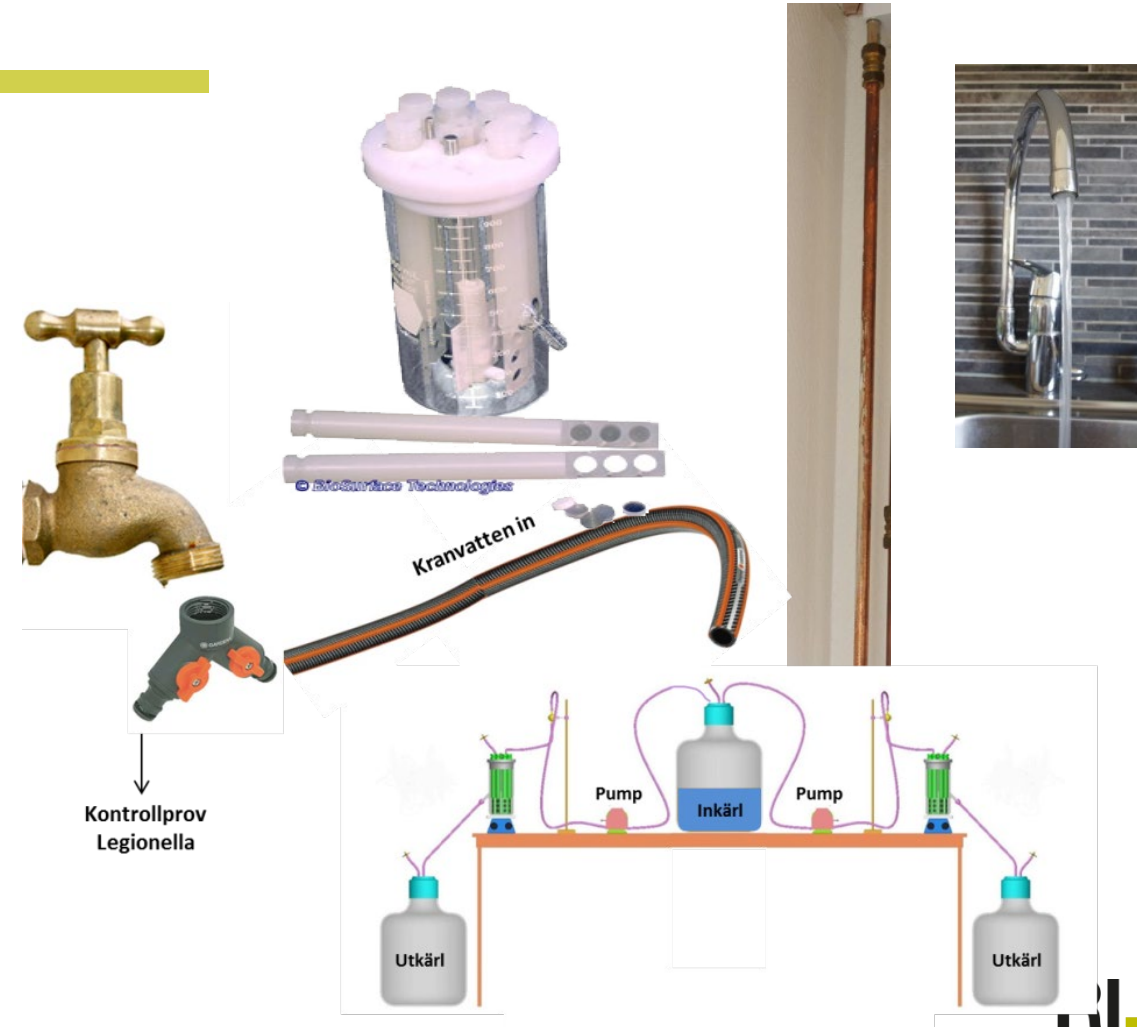 © BioSurface Technologies
Kranvatten in
Kontrollprov
Legionella
Pump
Inkärl
Pump
Utkärl
Utkärl